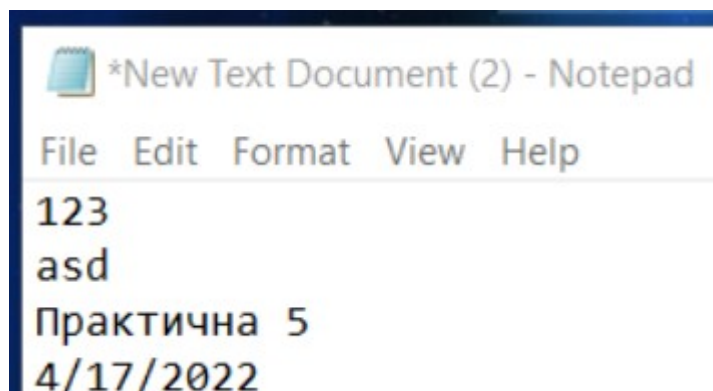 *New Text Document (2) - Notepad
File Edit Format View Help
123
asd
Практична 5
4/17/2022